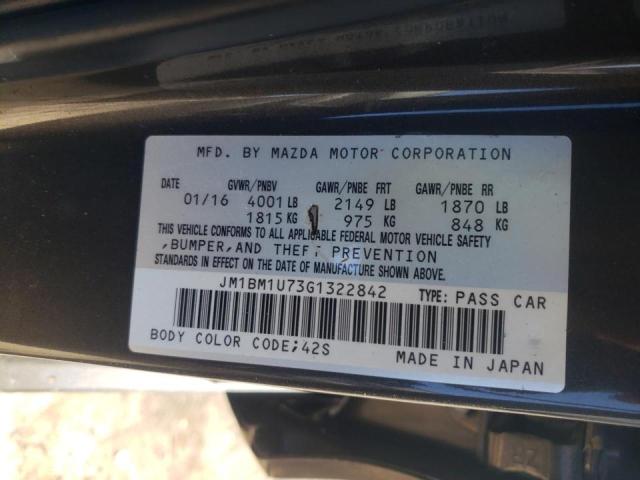 MFD. BY MAZDA MOTOR CORPORATION
GVWR/PNBV GAWR/PNBE FRT GAWR/PNBE RR
01/16 4001 LB 2149 LB 1870 LB
1815 KG 975 KG 848 KG
THIS VEHICLE CONFORMS TO ALL APPLICABLE FEDERAL MOTOR VEHICLE SAFETY
,BUMPER,AND THEFT PREVENTION
STANDARDS IN EFFECT ON THE DATE OF MANUFACTURE SHOWN ABOVE.
JM1BM1U73G1322842 TYPE: PASS CAR
BODY COLOR CODE;42S MADE IN JAPAN